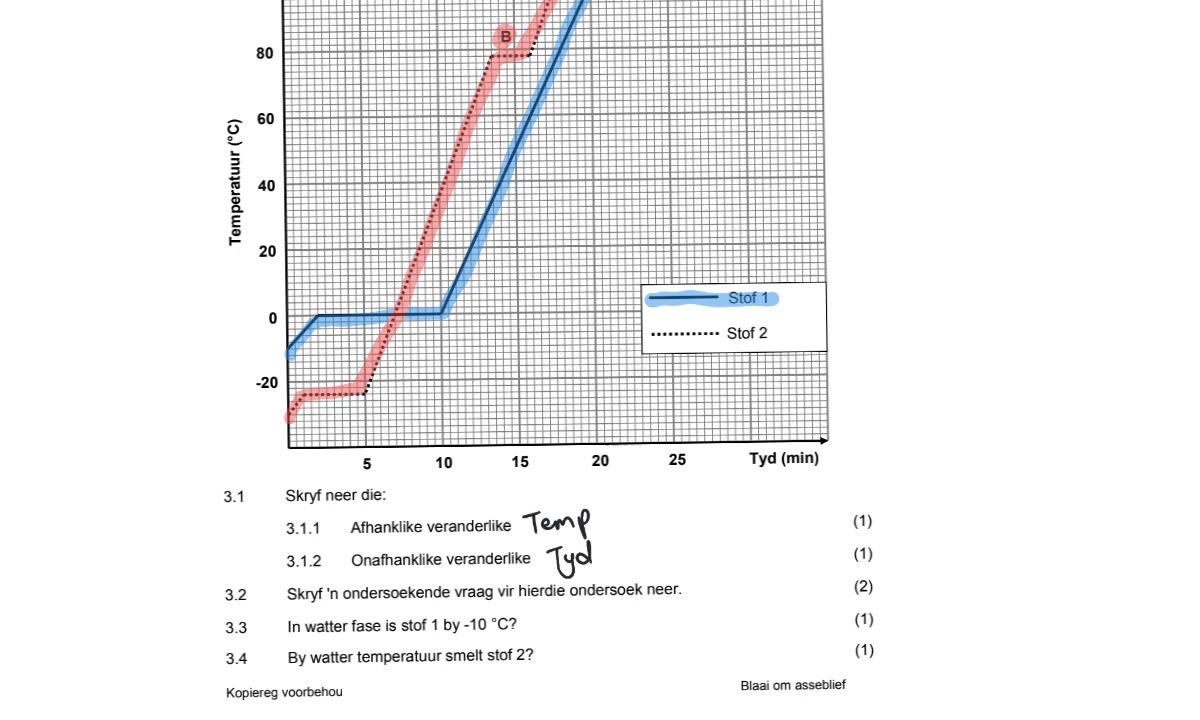 B
80
60
40
20
0
-20
Temperatuur (°C)
5 10 15 20 25 Tyd (min)
Stof 1
Stof 2
3.1 Skryf neer die:
3.1.1 Afhanklike veranderlike Temp (1)
3.1.2 Onafhanklike veranderlike Tyd (1)
3.2 Skryf 'n ondersoekende vraag vir hierdie ondersoek neer. (2)
3.3 In watter fase is stof 1 by -10 °C? (1)
3.4 By watter temperatuur smelt stof 2? (1)
Kopiereg voorbehou Blaai om asseblief